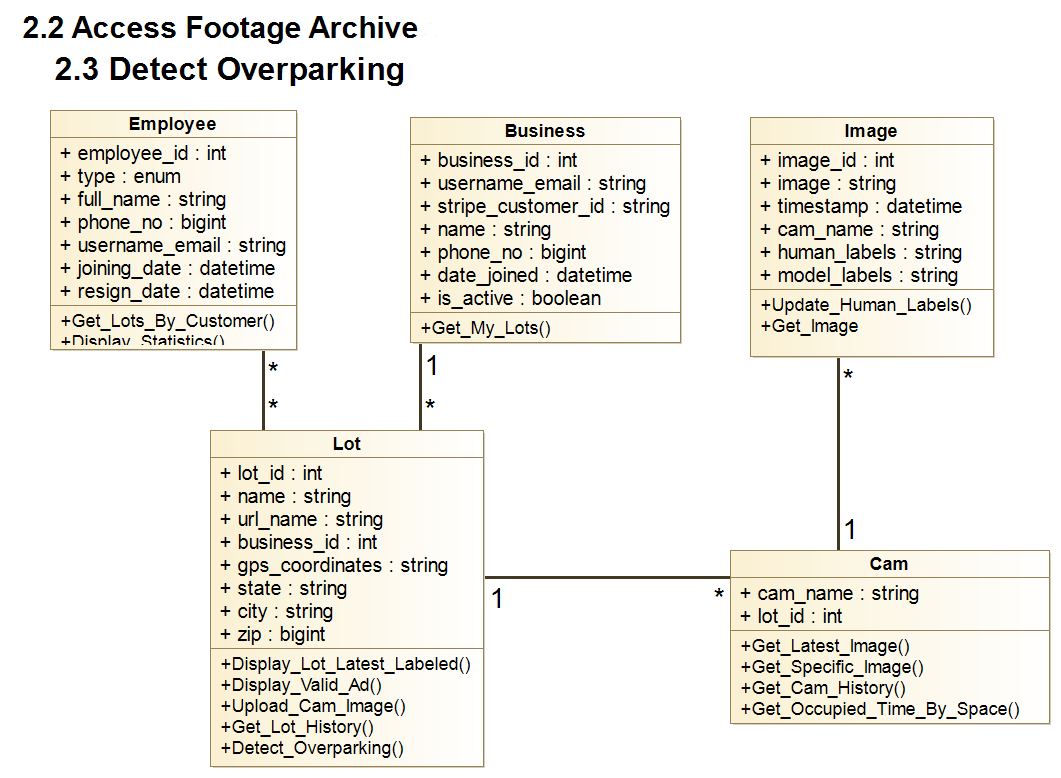 2.2 Access Footage Archive
2.3 Detect Overparking
Employee
+ employee_id : int
+ type : enum
+ full_name : string
+ phone_no : bigint
+ username_email : string
+ joining_date : datetime
+ resign_date : datetime
+Get_Lots_By_Customer()
+Display_Statistics()
Business
+ business_id : int
+ username_email : string
+ stripe_customer_id : string
+ name : string
+ phone_no : bigint
+ date_joined : datetime
+ is_active : boolean
+Get_My_Lots()
Image
+ image_id : int
+ image : string
+ timestamp : datetime
+ cam_name : string
+ human_labels : string
+ model_labels : string
+Update_Human_Labels()
+Get_Image
*
*
1
*
*
1
Lot
+ lot_id : int
+ name : string
+ url_name : string
+ business_id : int
+ gps_coordinates : string
+ state : string
+ city : string
+ zip : bigint
+Display_Lot_Latest_Labeled()
+Display_Valid_Ad()
+Upload_Cam_Image()
+Get_Lot_History()
+Detect_Overparking()
1
*
Cam
+ cam_name : string
+ lot_id : int
+Get_Latest_Image()
+Get_Specific_Image()
+Get_Cam_History()
+Get_Occupied_Time_By_Space()